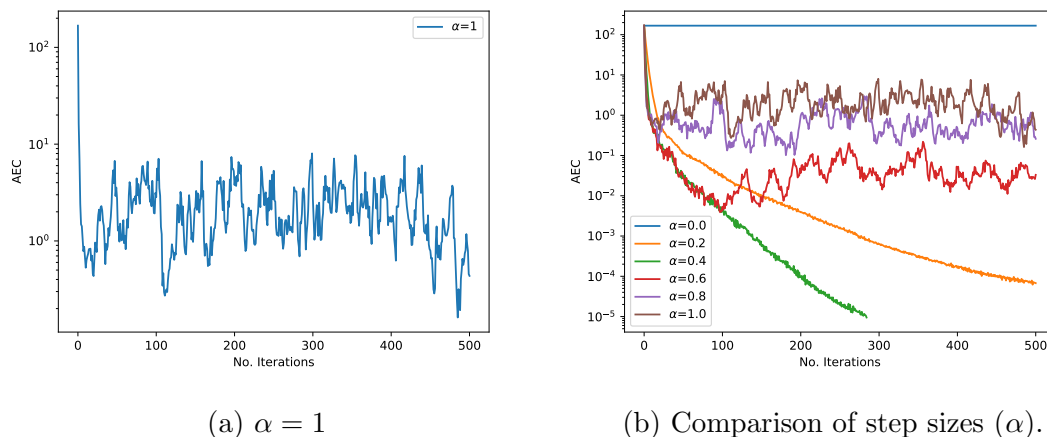 α=1
10²
10¹
10⁰
AEC
0 100 200 300 400 500
No. Iterations
(a) α = 1
10²
10¹
10⁰
10⁻¹
10⁻²
10⁻³
10⁻⁴
10⁻⁵
AEC
α=0.0
α=0.2
α=0.4
α=0.6
α=0.8
α=1.0
0 100 200 300 400 500
No. Iterations
(b) Comparison of step sizes (α).